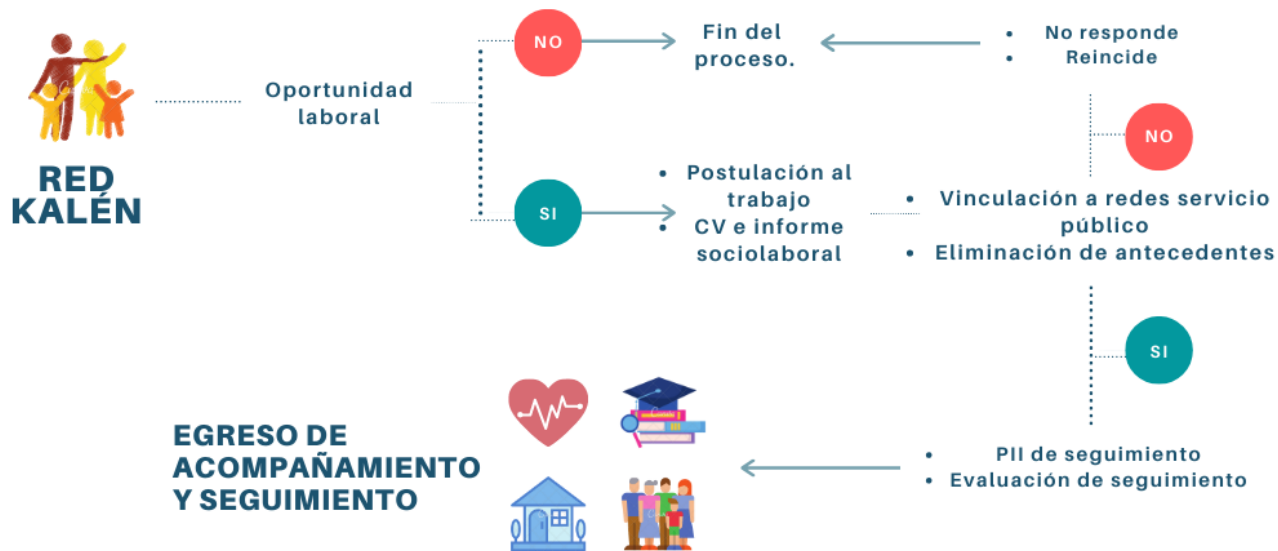 RED
KALÉN
Oportunidad
laboral
NO
Fin del
proceso.
• No responde
• Reincide
NO
SI
• Postulación al
trabajo
• CV e informe
sociolaboral
• Vinculación a redes servicio
público
• Eliminación de antecedentes
SI
• PII de seguimiento
• Evaluación de seguimiento
EGRESO DE
ACOMPAÑAMIENTO
Y SEGUIMIENTO